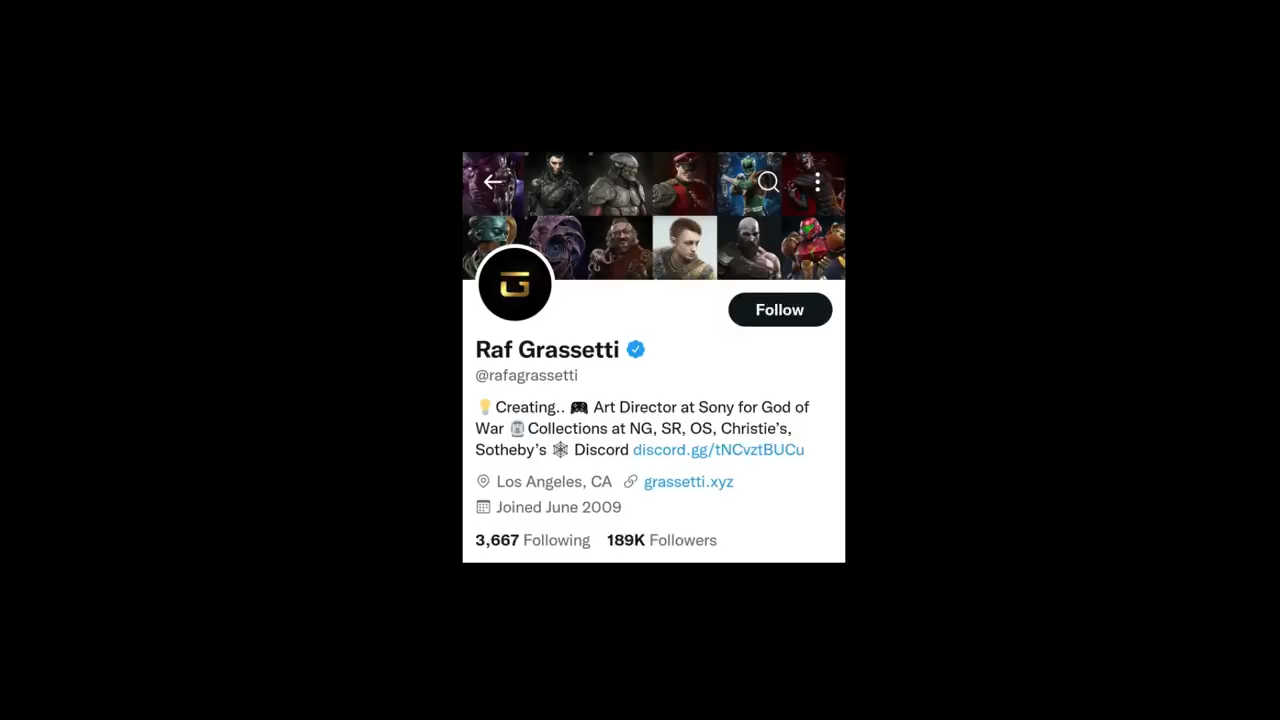 Follow
Raf Grassetti
@rafagrassetti
💡Creating.. 🎮 Art Director at Sony for God of
War Collections at NG, SR, OS, Christie’s,
Sotheby’s 🕸 Discord discord.gg/tNCvztBUCu
Los Angeles, CA grassetti.xyz
Joined June 2009
3,667 Following 189K Followers